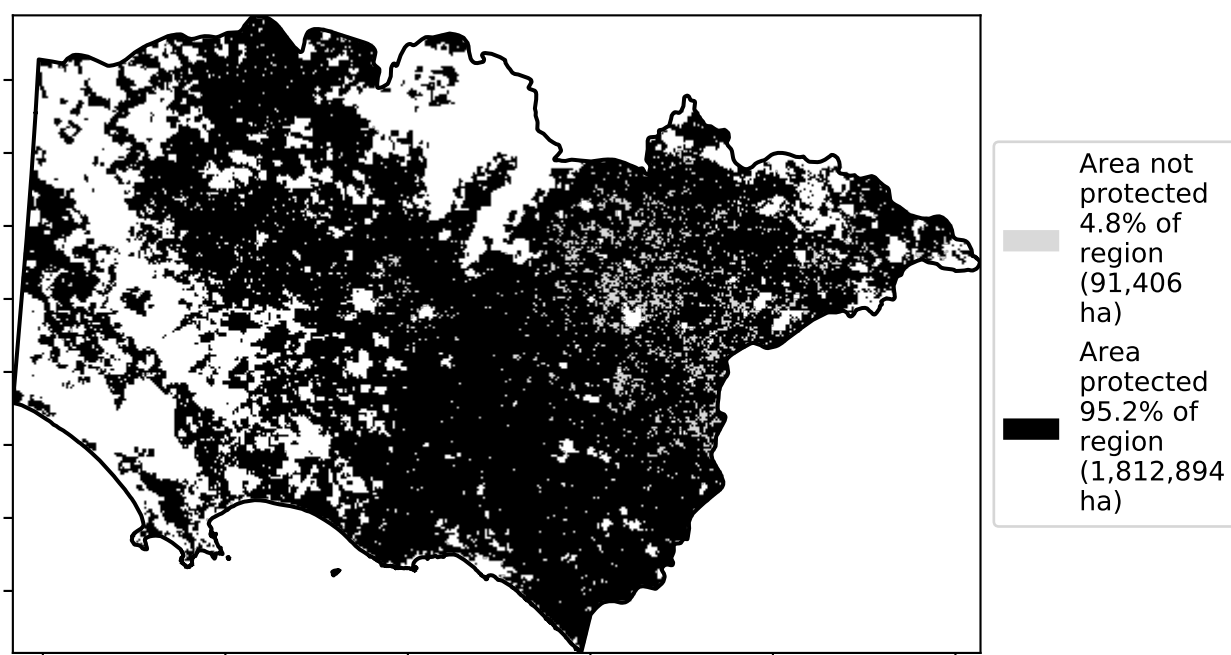 Area not
protected
4.8% of
region
(91,406
ha)
Area
protected
95.2% of
region
(1,812,894
ha)